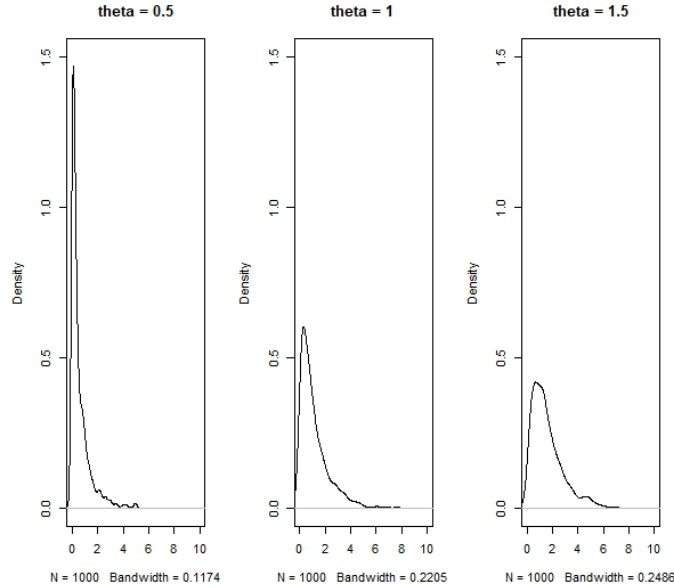 theta = 0.5
theta = 1
theta = 1.5
Density
1.5
1.0
0.5
0.0
0 2 4 6 8 10
N = 1000 Bandwidth = 0.1174
Density
1.5
1.0
0.5
0.0
0 2 4 6 8 10
N = 1000 Bandwidth = 0.2205
Density
1.5
1.0
0.5
0.0
0 2 4 6 8 10
N = 1000 Bandwidth = 0.2486